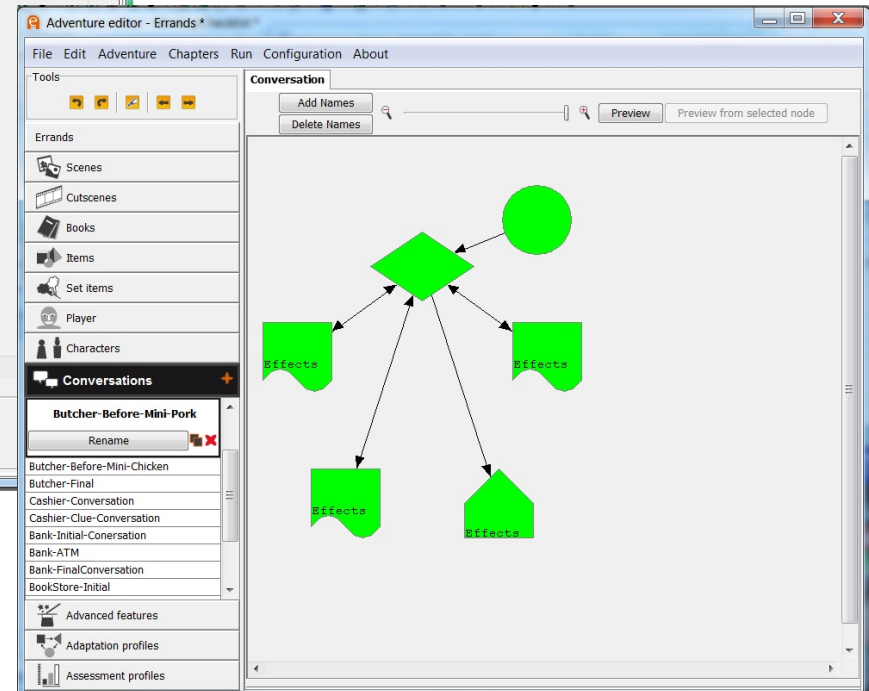 Adventure editor - Errands *
File Edit Adventure Chapters Run Configuration About
Tools
Errands
Scenes
Cutscenes
Books
Items
Set items
Player
Characters
Conversations
Butcher-Before-Mini-Pork
Rename
Butcher-Before-Mini-Chicken
Butcher-Final
Cashier-Conversation
Cashier-Clue-Conversation
Bank-Initial-Conersation
Bank-ATM
Bank-FinalConversation
BookStore-Initial
Advanced features
Adaptation profiles
Assessment profiles
Conversation
Add Names
Delete Names
Preview
Preview from selected node
Effects
Effects
Effects
Effects